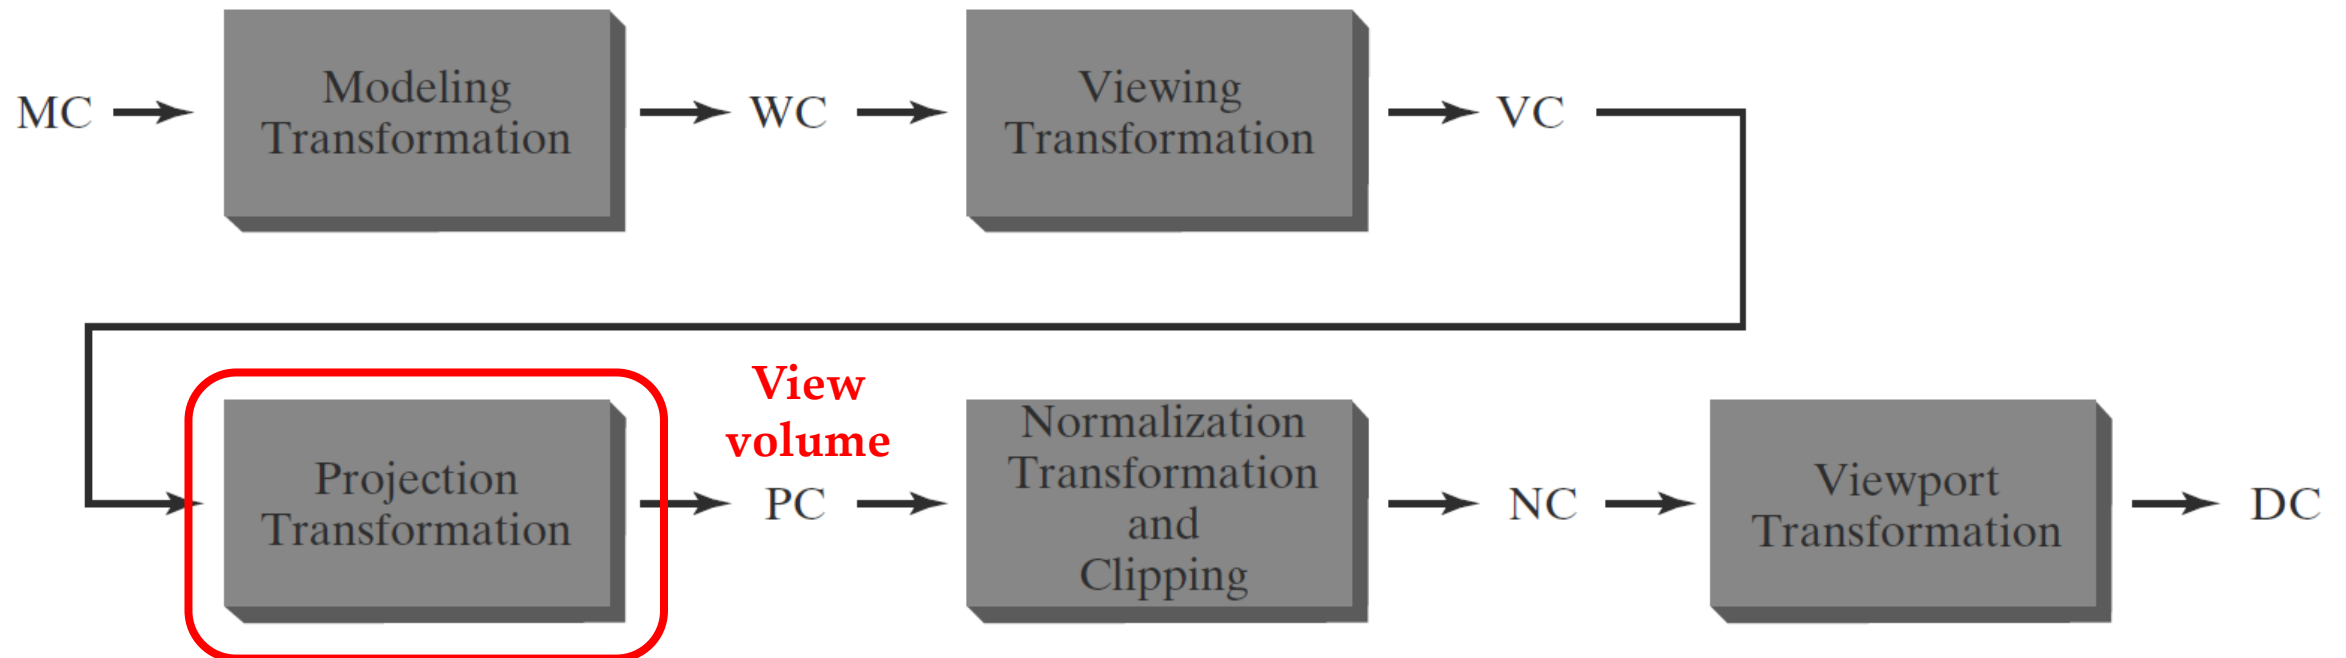 MC
Modeling
Transformation
WC
Viewing
Transformation
VC
Projection
Transformation
View
volume
PC
Normalization
Transformation
and
Clipping
NC
Viewport
Transformation
DC